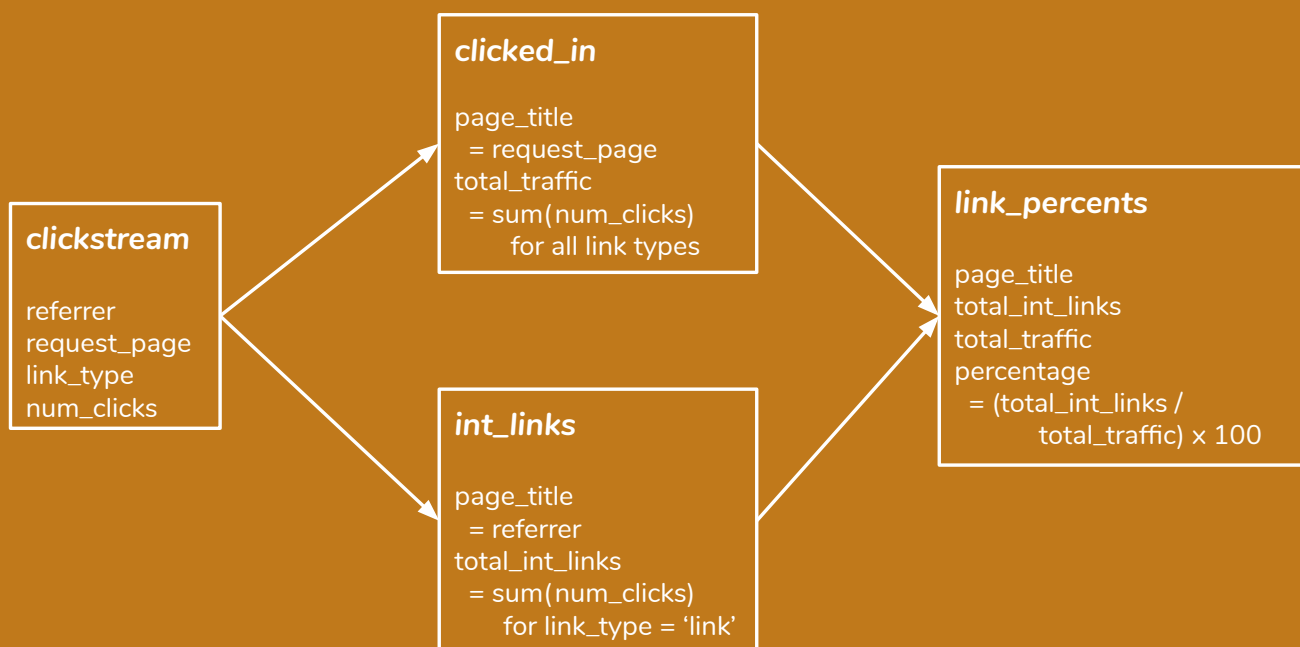 clickstream
referrer
request_page
link_type
num_clicks
clicked_in
page_title
= request_page
total_traffic
= sum(num_clicks)
for all link types
int_links
page_title
= referrer
total_int_links
= sum(num_clicks)
for link_type = ‘link’
link_percents
page_title
total_int_links
total_traffic
percentage
= (total_int_links /
total_traffic) x 100